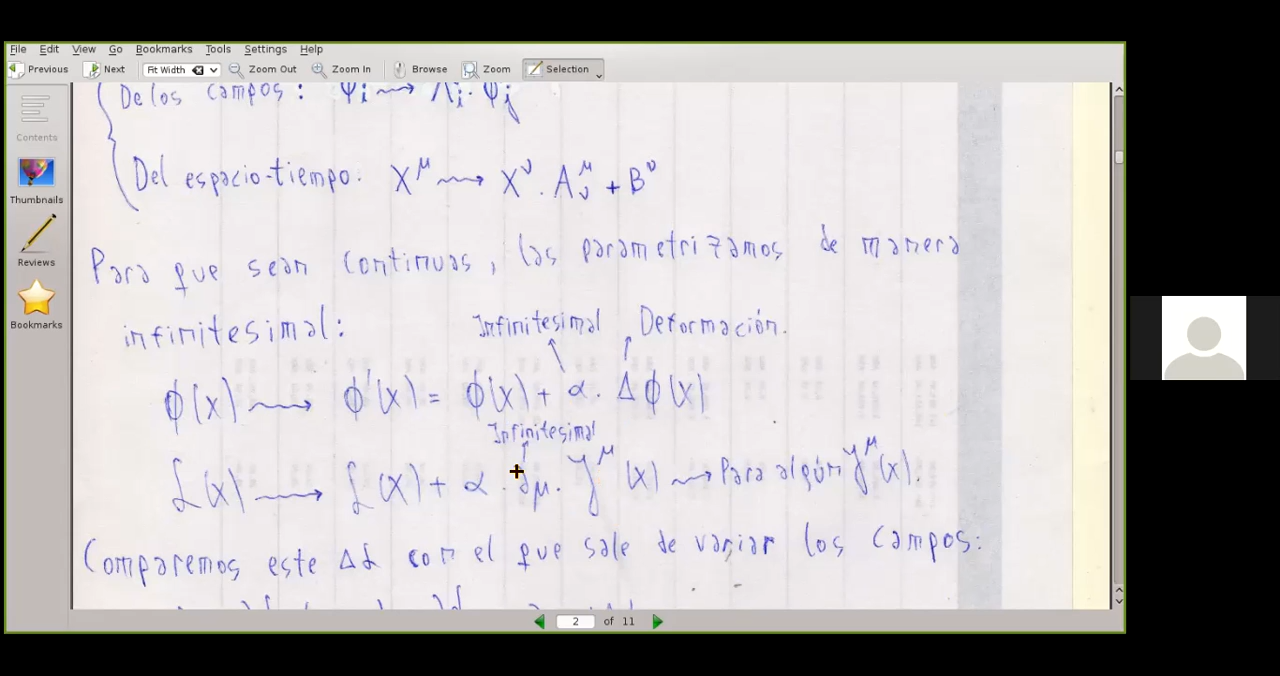 File Edit View Go Bookmarks Tools Settings Help
Previous Next Fit Width Zoom Out Zoom In Browse Zoom Selection
Contents
Thumbnails
Reviews
Bookmarks
De los campos: ψi ⇝ Λi· ψj
Del espacio-tiempo: X^μ ⇝ X^ν · A^μ_ν + B^ν
Para que sean continuas, las parametrizamos de manera
infinitesimal:
Infinitesimal Deformación.
ϕ(x) ⇝ ϕ'(x) = ϕ(x) + α · Δϕ(x)
Infinitesimal
ℒ(x) ⇝ ℒ(x) + α · ∂μ · J^μ(x) ⇝ Para algún J^μ(x).
Comparemos este Δℒ con el que sale de variar los campos:
2 of 11